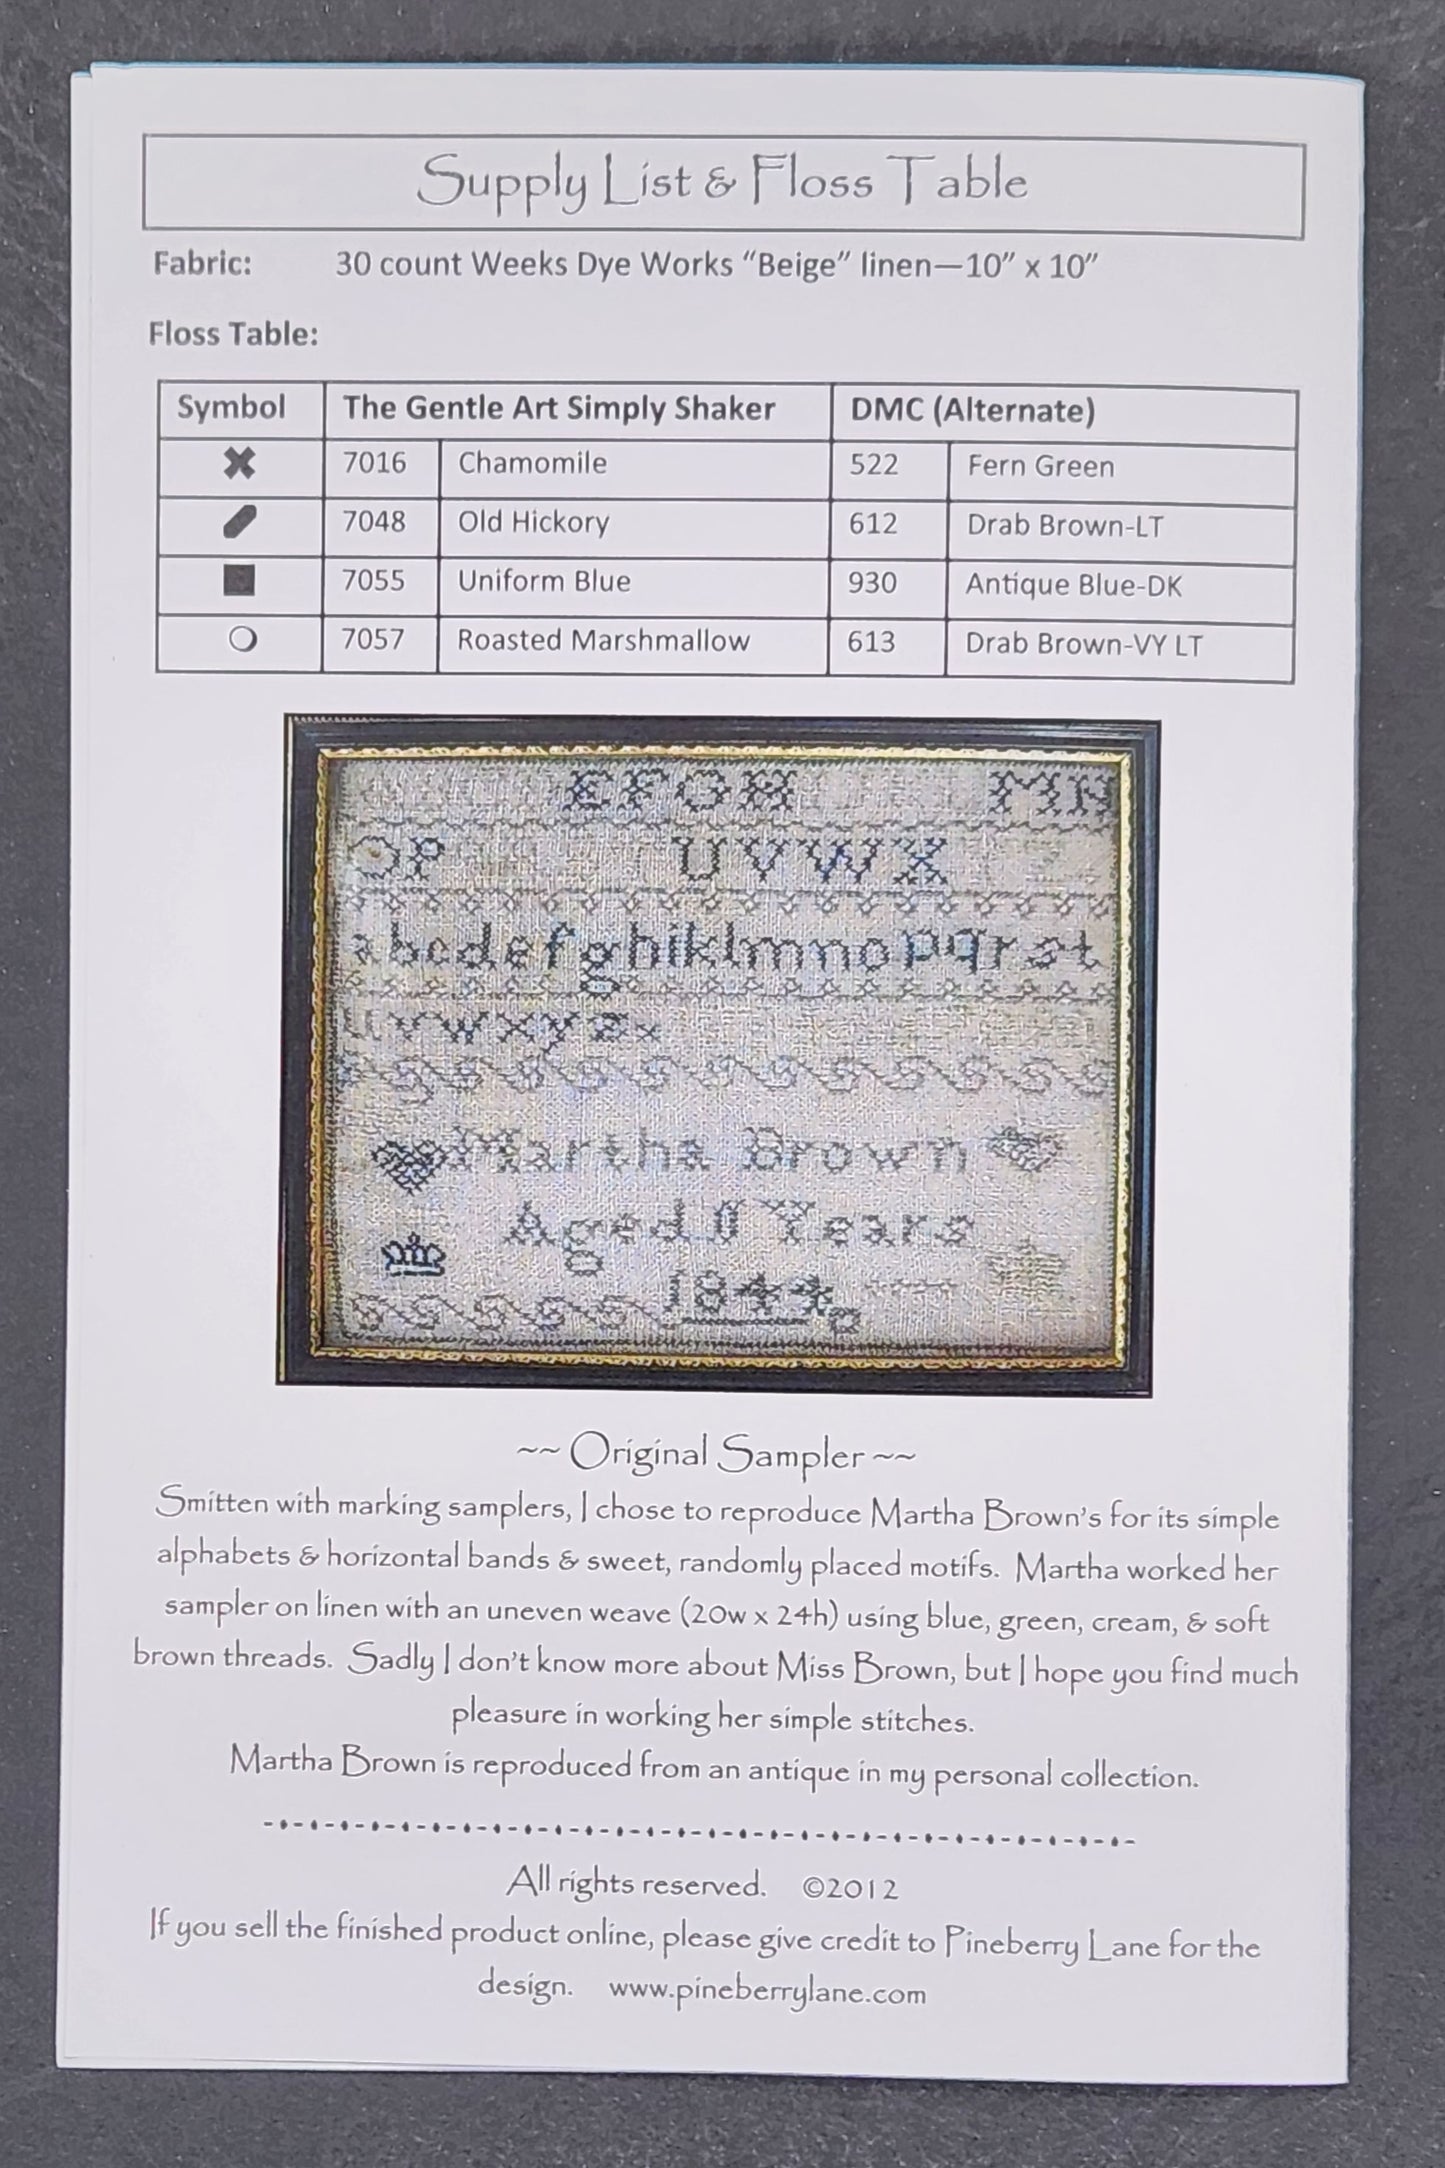 Supply List & Floss Table
Fabric: 30 count Weeks Dye Works “Beige” linen—10” x 10”
Floss Table:
Symbol The Gentle Art Simply Shaker DMC (Alternate)
7016 Chamomile 522 Fern Green
7048 Old Hickory 612 Drab Brown-LT
7055 Uniform Blue 930 Antique Blue-DK
7057 Roasted Marshmallow 613 Drab Brown-VY LT
EFGH MN
OP UVWX
abcdefghiklmnopqrst
wxyz
Martha Brown
Aged Years
~~ Original Sampler ~~
Smitten with marking samplers, I chose to reproduce Martha Brown’s for its simple
alphabets & horizontal bands & sweet, randomly placed motifs. Martha worked her
sampler on linen with an uneven weave (20w x 24h) using blue, green, cream, & soft
brown threads. Sadly I don’t know more about Miss Brown, but I hope you find much
pleasure in working her simple stitches.
Martha Brown is reproduced from an antique in my personal collection.
All rights reserved. ©2012
If you sell the finished product online, please give credit to Pineberry Lane for the
design. www.pineberrylane.com